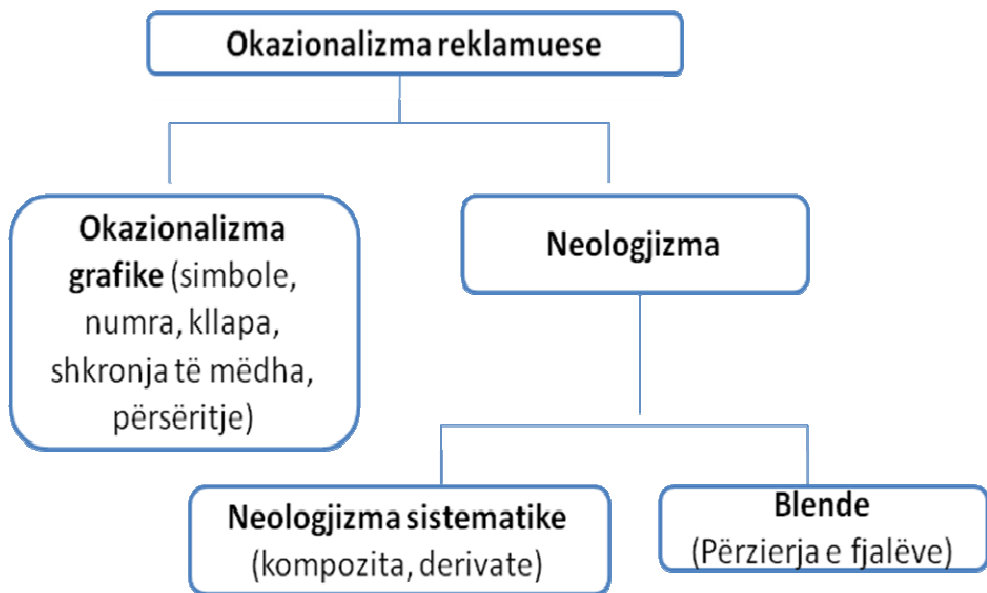 Okazionalizma reklamuese
Okazionalizma
grafike (simbole,
numra, kllapa,
shkronja të mëdha,
përsëritje)
Neologjizma
Neologjizma sistematike
(kompozita, derivate)
Blende
(Përzierja e fjalëve)